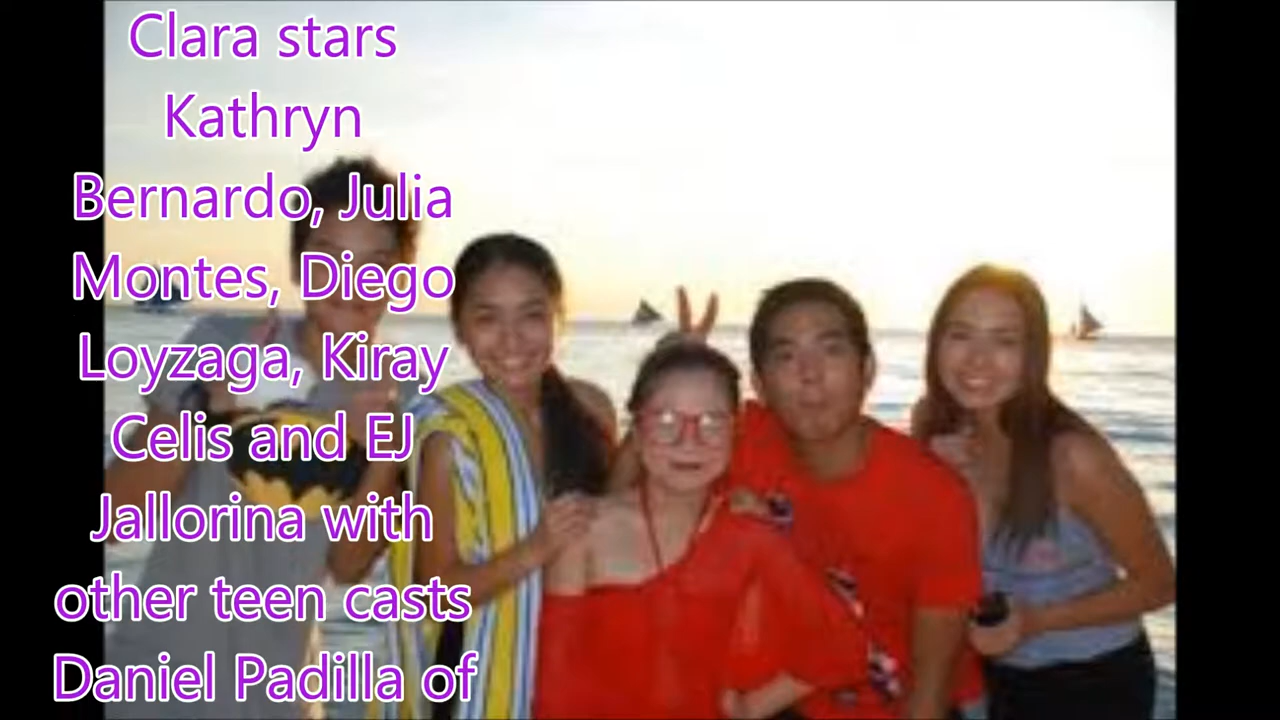 Clara stars
Kathryn
Bernardo, Julia
Montes, Diego
Loyzaga, Kiray
Celis and EJ
Jallorina with
other teen casts
Daniel Padilla of